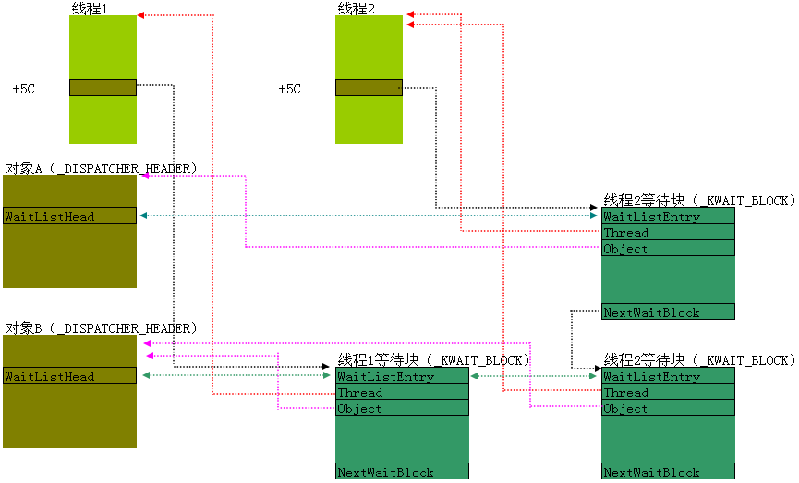 线程1
线程2
+5C
+5C
对象A (_DISPATCHER_HEADER)
WaitListHead
线程2等待块 (_KWAIT_BLOCK)
WaitListEntry
Thread
Object
NextWaitBlock
对象B (_DISPATCHER_HEADER)
WaitListHead
线程1等待块 (_KWAIT_BLOCK)
WaitListEntry
Thread
Object
NextWaitBlock
线程2等待块 (_KWAIT_BLOCK)
WaitListEntry
Thread
Object
NextWaitBlock